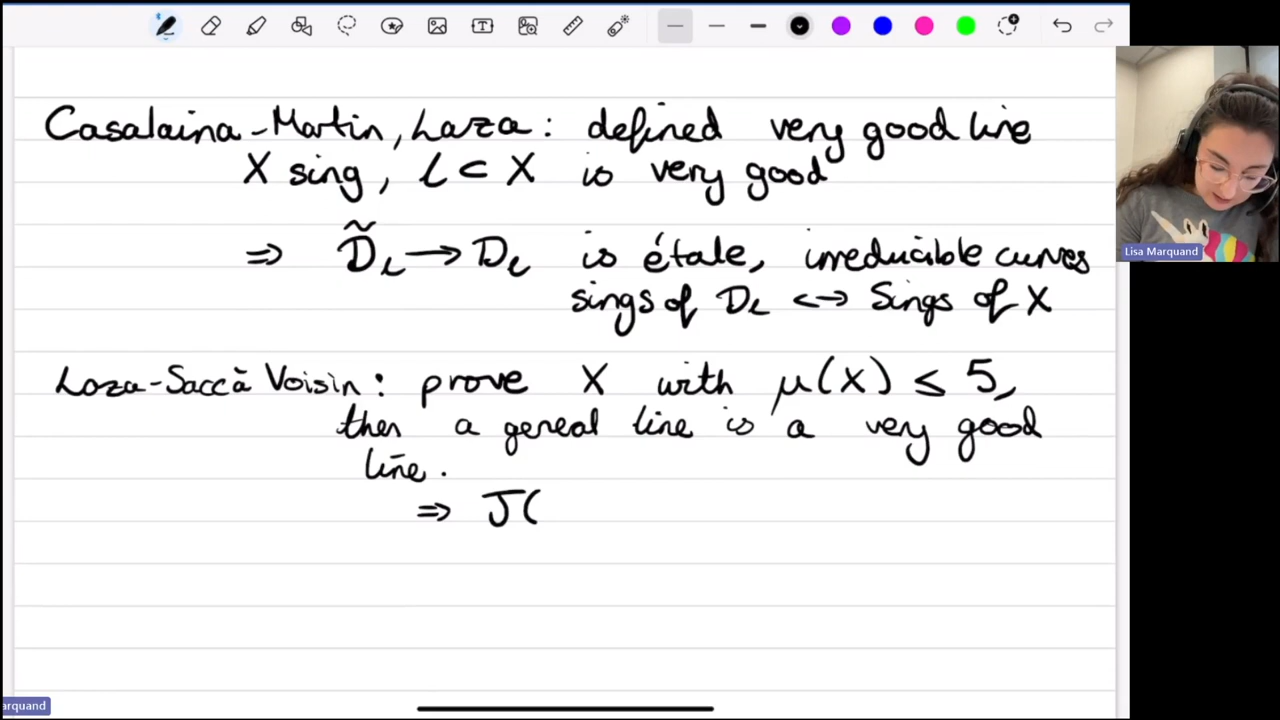 Casalaina-Martin, Laza: defined very good line
X sing, l ⊂ X is very good
⇒ D̃ₗ → Dₗ is étale, irreducible curves
sings of Dₗ ↔ Sings of X
Laza-Saccà Voisin: prove X with μ(X) ≤ 5,
then a gereal line is a very good
line.
⇒ J(
Lisa Marquand
arquand